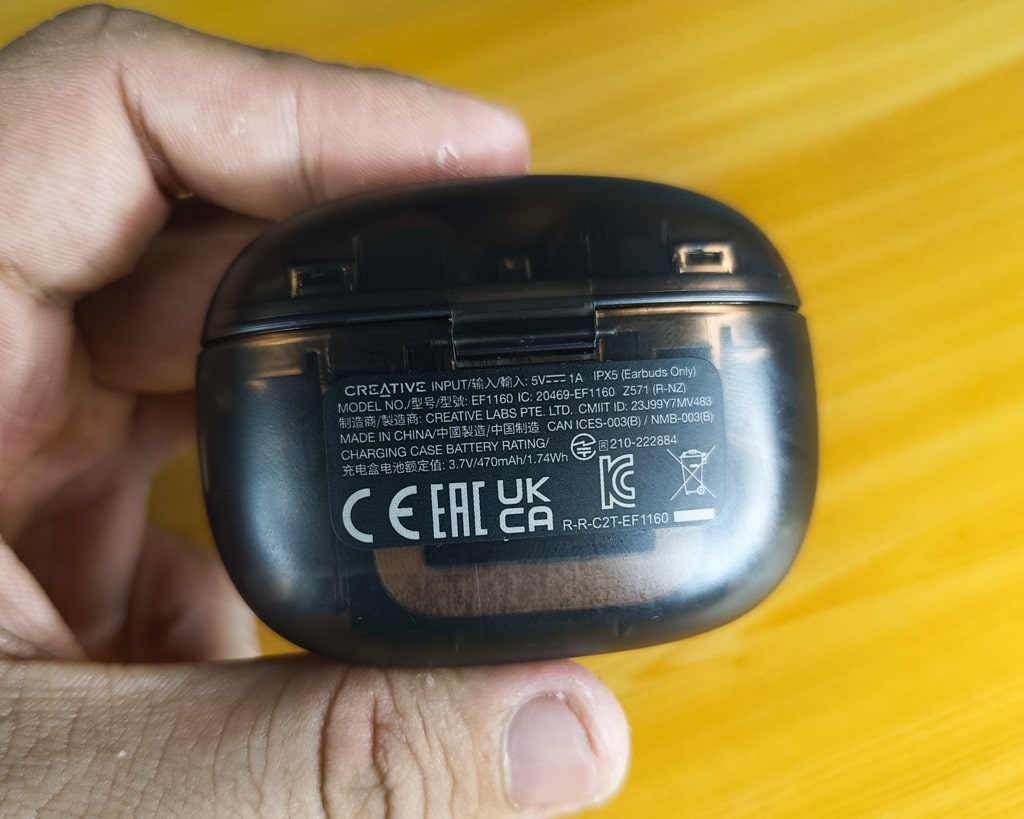 CREATIVE INPUT/输入/輸入: 5V⎓1A IPX5 (Earbuds Only)
MODEL NO./型号/型號: EF1160 IC: 20469-EF1160 Z571 (R-NZ)
制造商/製造商: CREATIVE LABS PTE. LTD. CMIIT ID: 23J99Y7MV483
MADE IN CHINA/中國製造/中国制造 CAN ICES-003(B) / NMB-003(B)
CHARGING CASE BATTERY RATING/ R 210-222884
充电盒电池额定值: 3.7V/470mAh/1.74Wh
CE EAC UK CA KC
R-R-C2T-EF1160